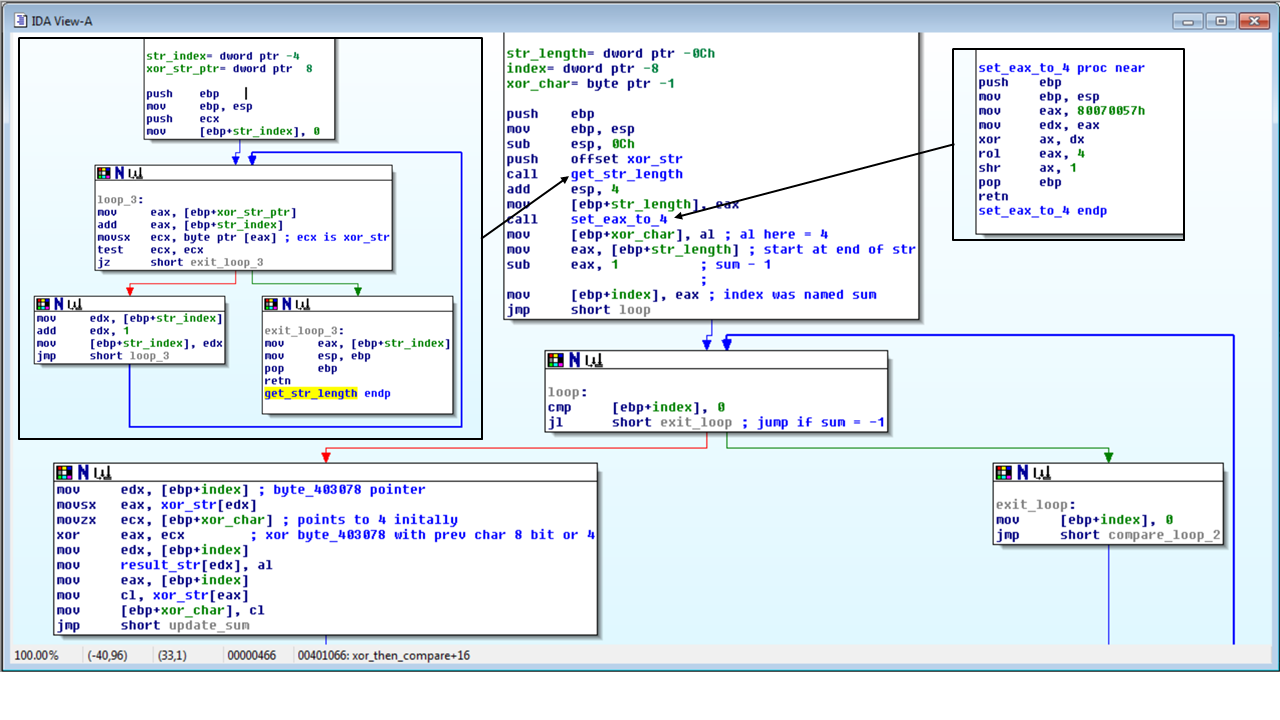 IDA View-A
str_index= dword ptr -4
xor_str_ptr= dword ptr  8
push    ebp
mov     ebp, esp
push    ecx
mov     [ebp+str_index], 0
loop_3:
mov     eax, [ebp+xor_str_ptr]
add     eax, [ebp+str_index]
movsx   ecx, byte ptr [eax] ; ecx is xor_str
test    ecx, ecx
jz      short exit_loop_3
mov     edx, [ebp+str_index]
add     edx, 1
mov     [ebp+str_index], edx
jmp     short loop_3
exit_loop_3:
mov     eax, [ebp+str_index]
mov     esp, ebp
pop     ebp
retn
get_str_length endp
str_length= dword ptr -0Ch
index= dword ptr -8
xor_char= byte ptr -1
push    ebp
mov     ebp, esp
sub     esp, 0Ch
push    offset xor_str
call    get_str_length
add     esp, 4
mov     [ebp+str_length], eax
call    set_eax_to_4
mov     [ebp+xor_char], al ; al here = 4
mov     eax, [ebp+str_length] ; start at end of str
sub     eax, 1          ; sum - 1
;
mov     [ebp+index], eax ; index was named sum
jmp     short loop
set_eax_to_4 proc near
push    ebp
mov     ebp, esp
mov     eax, 80070057h
mov     edx, eax
xor     ax, dx
rol     eax, 4
shr     ax, 1
pop     ebp
retn
set_eax_to_4 endp
loop:
cmp     [ebp+index], 0
jl      short exit_loop ; jump if sum = -1
mov     edx, [ebp+index] ; byte_403078 pointer
movsx   eax, xor_str[edx]
movzx   ecx, [ebp+xor_char] ; points to 4 initally
xor     eax, ecx        ; xor byte_403078 with prev char 8 bit or 4
mov     edx, [ebp+index]
mov     result_str[edx], al
mov     eax, [ebp+index]
mov     cl, xor_str[eax]
mov     [ebp+xor_char], cl
jmp     short update_sum
exit_loop:
mov     [ebp+index], 0
jmp     short compare_loop_2
100.00%  (-40,96)  (33,1)  00000466  00401066: xor_then_compare+16